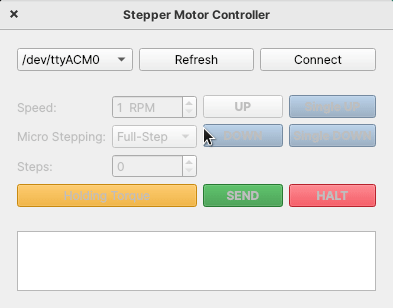 Stepper Motor Controller
/dev/ttyACM0 Refresh Connect
Speed: 1 RPM UP Single UP
Micro Stepping: Full-Step DOWN Single DOWN
Steps: 0
Holding Torque SEND HALT